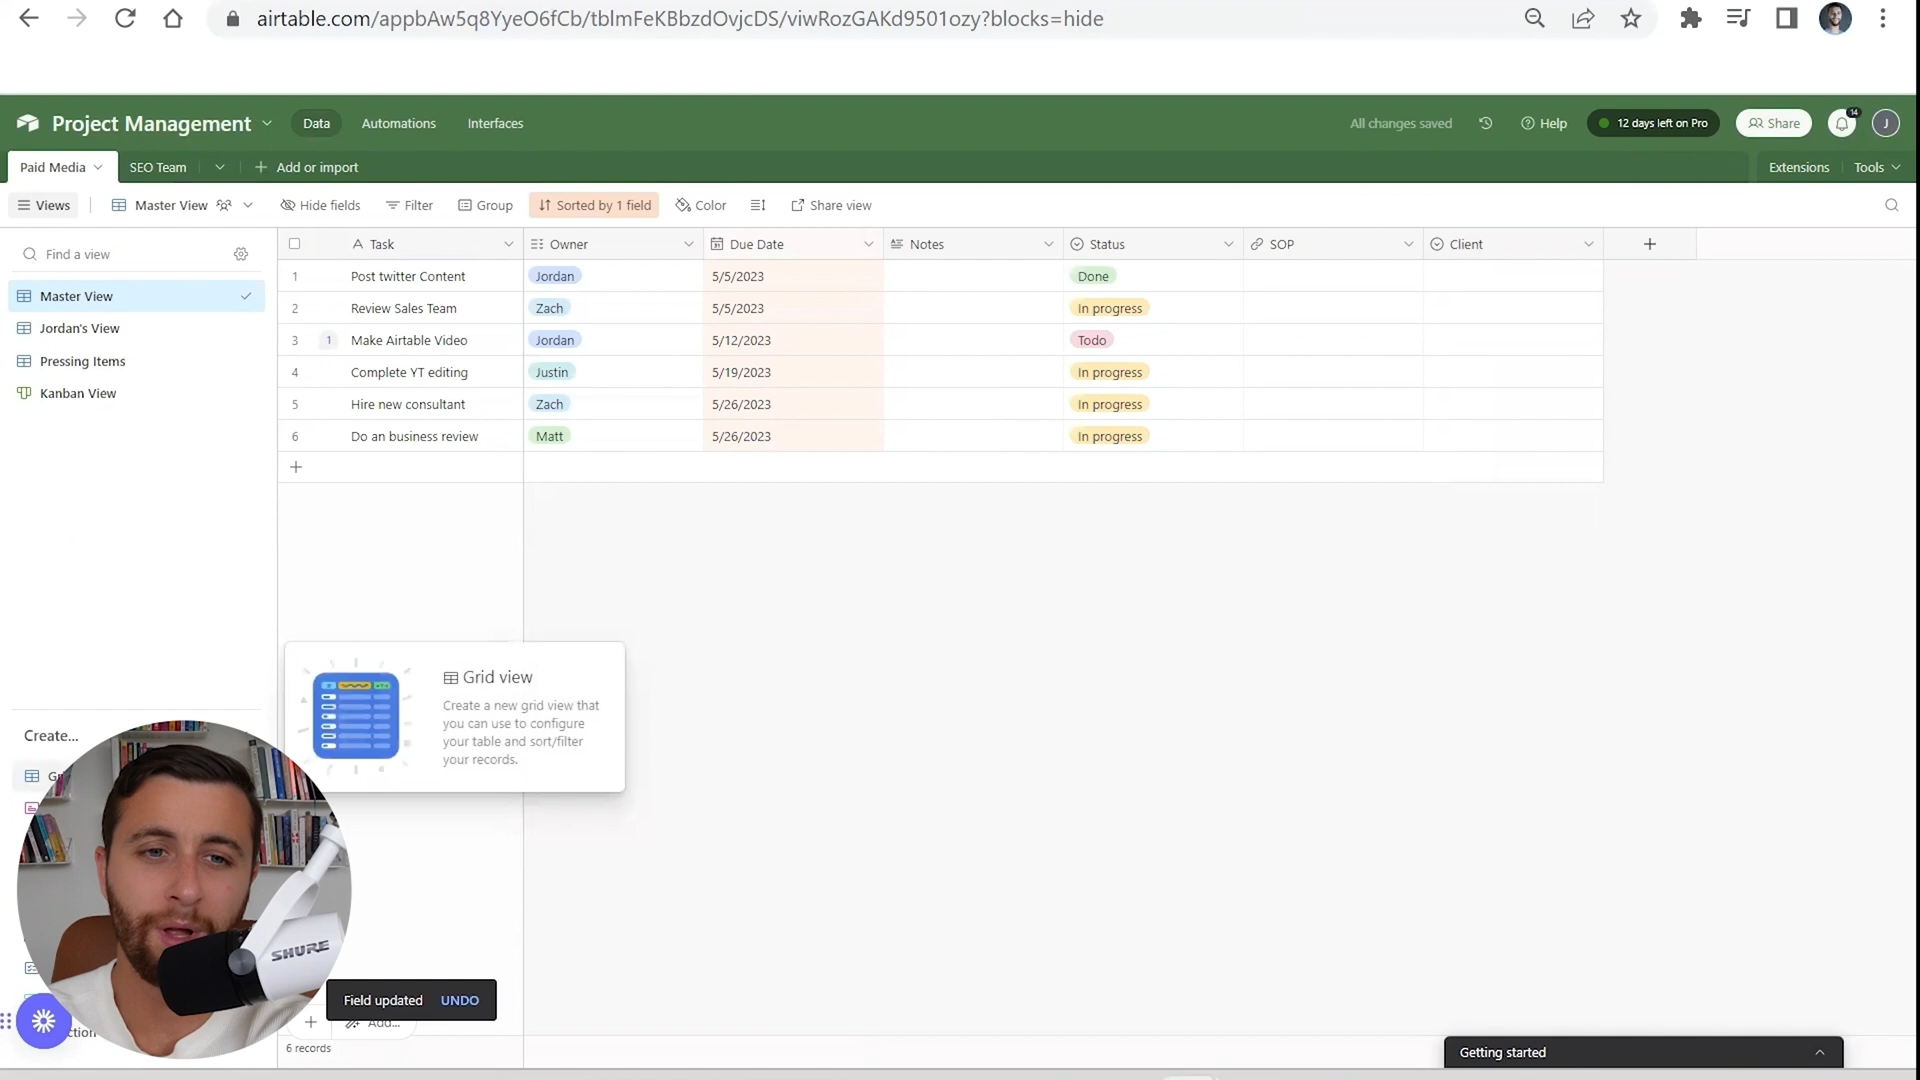 airtable.com/appbAw5q8YyeO6fCb/tblmFeKBbzdOvjcDS/viwRozGAKd9501ozy?blocks=hide
Project Management Data Automations Interfaces All changes saved Help 12 days left on Pro Share 14 J
Paid Media SEO Team + Add or import Extensions Tools
Views Master View Hide fields Filter Group Sorted by 1 field Color Share view
Find a view
Master View
Jordan's View
Pressing Items
Kanban View
Task Owner Due Date Notes Status SOP Client +
1 Post twitter Content Jordan 5/5/2023 Done
2 Review Sales Team Zach 5/5/2023 In progress
3 1 Make Airtable Video Jordan 5/12/2023 Todo
4 Complete YT editing Justin 5/19/2023 In progress
5 Hire new consultant Zach 5/26/2023 In progress
6 Do an business review Matt 5/26/2023 In progress
+
Grid view
Create a new grid view that
you can use to configure
your table and sort/filter
your records.
Create...
SHURE
Field updated UNDO
+ Add...
6 records
Getting started